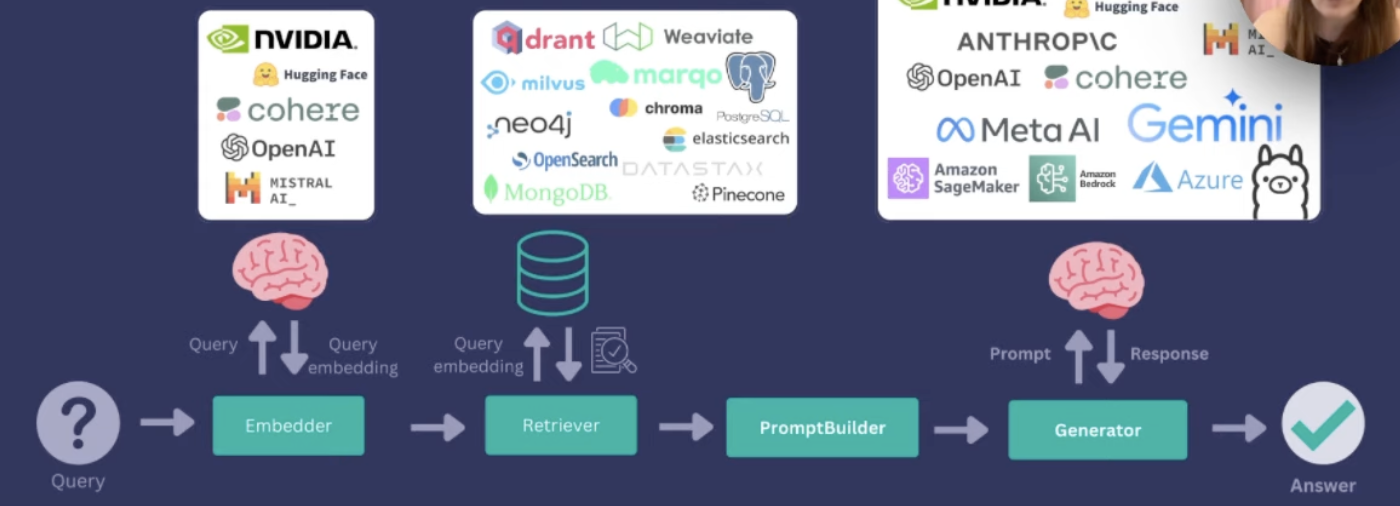 NVIDIA.
Hugging Face
cohere
OpenAI
MISTRAL
AI_
qdrant
Weaviate
milvus
marqo
chroma
PostgreSQL
neo4j
elasticsearch
OpenSearch
DATASTAX
MongoDB.
Pinecone
NVIDIA.
Hugging Face
ANTHROP\C
MI
AI_
OpenAI
cohere
Meta AI
Gemini
Amazon
SageMaker
Amazon
Bedrock
Azure
Query
Query
embedding
Query
embedding
Prompt
Response
Embedder
Retriever
PromptBuilder
Generator
?
Query
Answer